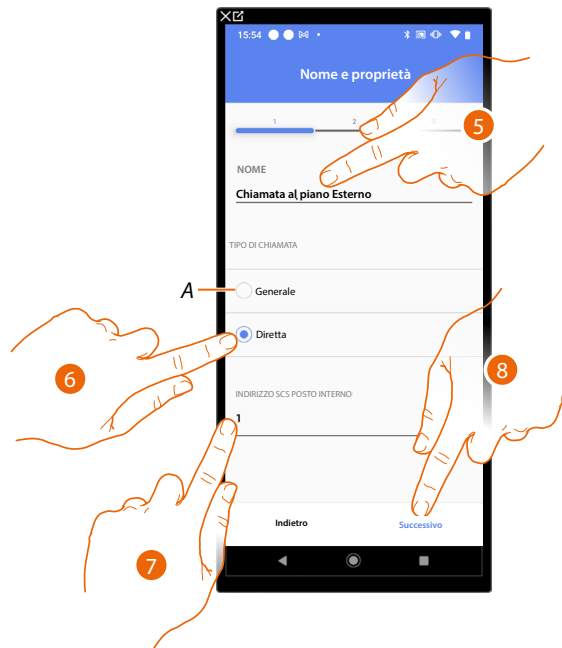 15:54
Nome e proprietà
1
2
5
NOME
Chiamata al piano Esterno
TIPO DI CHIAMATA
A
Generale
Diretta
6
8
INDIRIZZO SCS POSTO INTERNO
1
7
Indietro
Successivo